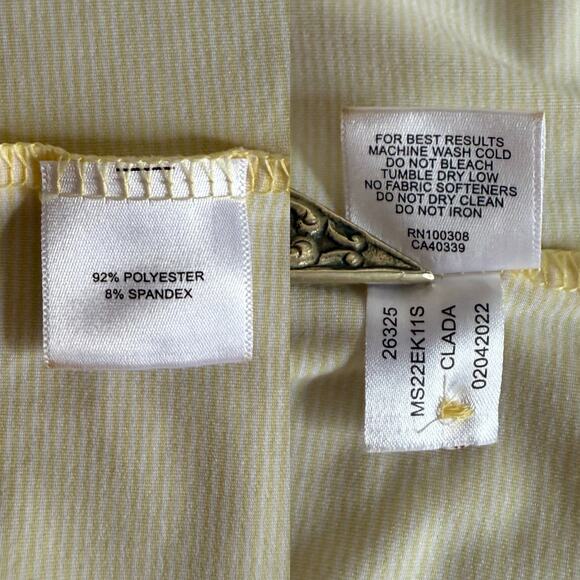 92% POLYESTER
8% SPANDEX
FOR BEST RESULTS
MACHINE WASH COLD
DO NOT BLEACH
TUMBLE DRY LOW
NO FABRIC SOFTENERS
DO NOT DRY CLEAN
DO NOT IRON
RN100308
CA40339
26325
MS22EK11S
CLADA
02042022